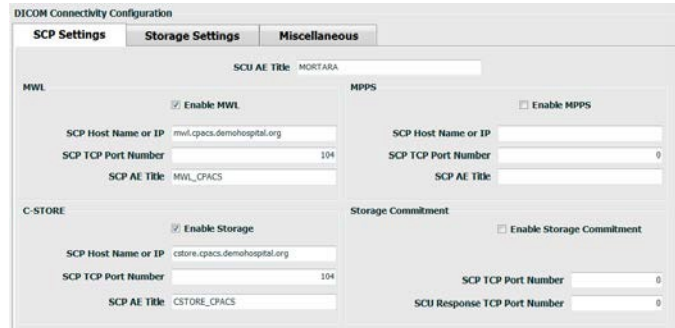 DICOM Connectivity Configuration
SCP Settings Storage Settings Miscellaneous
SCU AE Title MORTARA
MWL
Enable MWL
SCP Host Name or IP mwl.cpacs.demohospital.org
SCP TCP Port Number 104
SCP AE Title MWL_CPACS
MPPS
Enable MPPS
SCP Host Name or IP
SCP TCP Port Number 0
SCP AE Title
C-STORE
Enable Storage
SCP Host Name or IP cstore.cpacs.demohospital.org
SCP TCP Port Number 104
SCP AE Title CSTORE_CPACS
Storage Commitment
Enable Storage Commitment
SCP TCP Port Number 0
SCU Response TCP Port Number 0